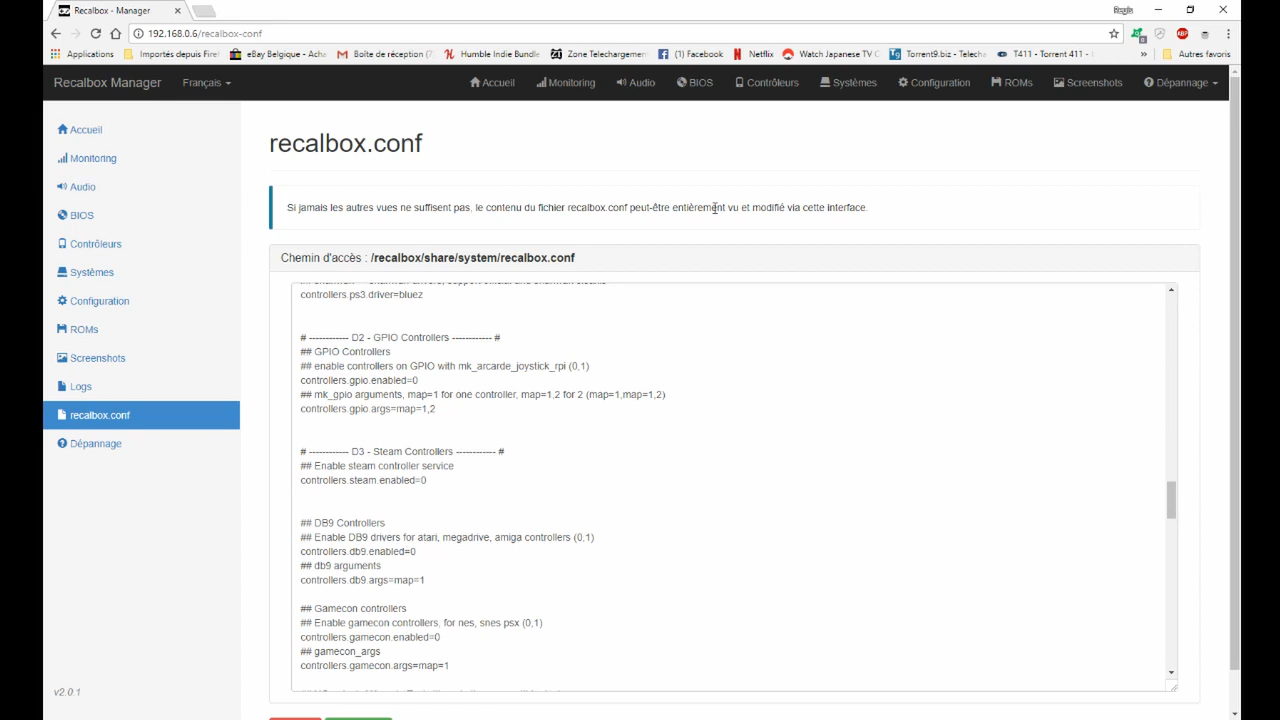 Recalbox - Manager
Regis
192.168.0.6/recalbox-conf
Applications
Importés depuis Firef
eBay Belgique - Acha
Boîte de réception (7
Humble Indie Bundle
Zone Telechargemen
(1) Facebook
Netflix
Watch Japanese TV C
Torrent9.biz - Telecha
T411 - Torrent 411 -
»
Autres favoris
Recalbox Manager
Français
Accueil
Monitoring
Audio
BIOS
Contrôleurs
Systèmes
Configuration
ROMs
Screenshots
Dépannage
Accueil
Monitoring
Audio
BIOS
Contrôleurs
Systèmes
Configuration
ROMs
Screenshots
Logs
recalbox.conf
Dépannage
v2.0.1
recalbox.conf
Si jamais les autres vues ne suffisent pas, le contenu du fichier recalbox.conf peut-être entièrement vu et modifié via cette interface.
Chemin d'accès : /recalbox/share/system/recalbox.conf
controllers.ps3.driver=bluez
# ------------ D2 - GPIO Controllers ------------ #
## GPIO Controllers
## enable controllers on GPIO with mk_arcarde_joystick_rpi (0,1)
controllers.gpio.enabled=0
## mk_gpio arguments, map=1 for one controller, map=1,2 for 2 (map=1,map=1,2)
controllers.gpio.args=map=1,2
# ------------ D3 - Steam Controllers ------------ #
## Enable steam controller service
controllers.steam.enabled=0
## DB9 Controllers
## Enable DB9 drivers for atari, megadrive, amiga controllers (0,1)
controllers.db9.enabled=0
## db9 arguments
controllers.db9.args=map=1
## Gamecon controllers
## Enable gamecon controllers, for nes, snes psx (0,1)
controllers.gamecon.enabled=0
## gamecon_args
controllers.gamecon.args=map=1